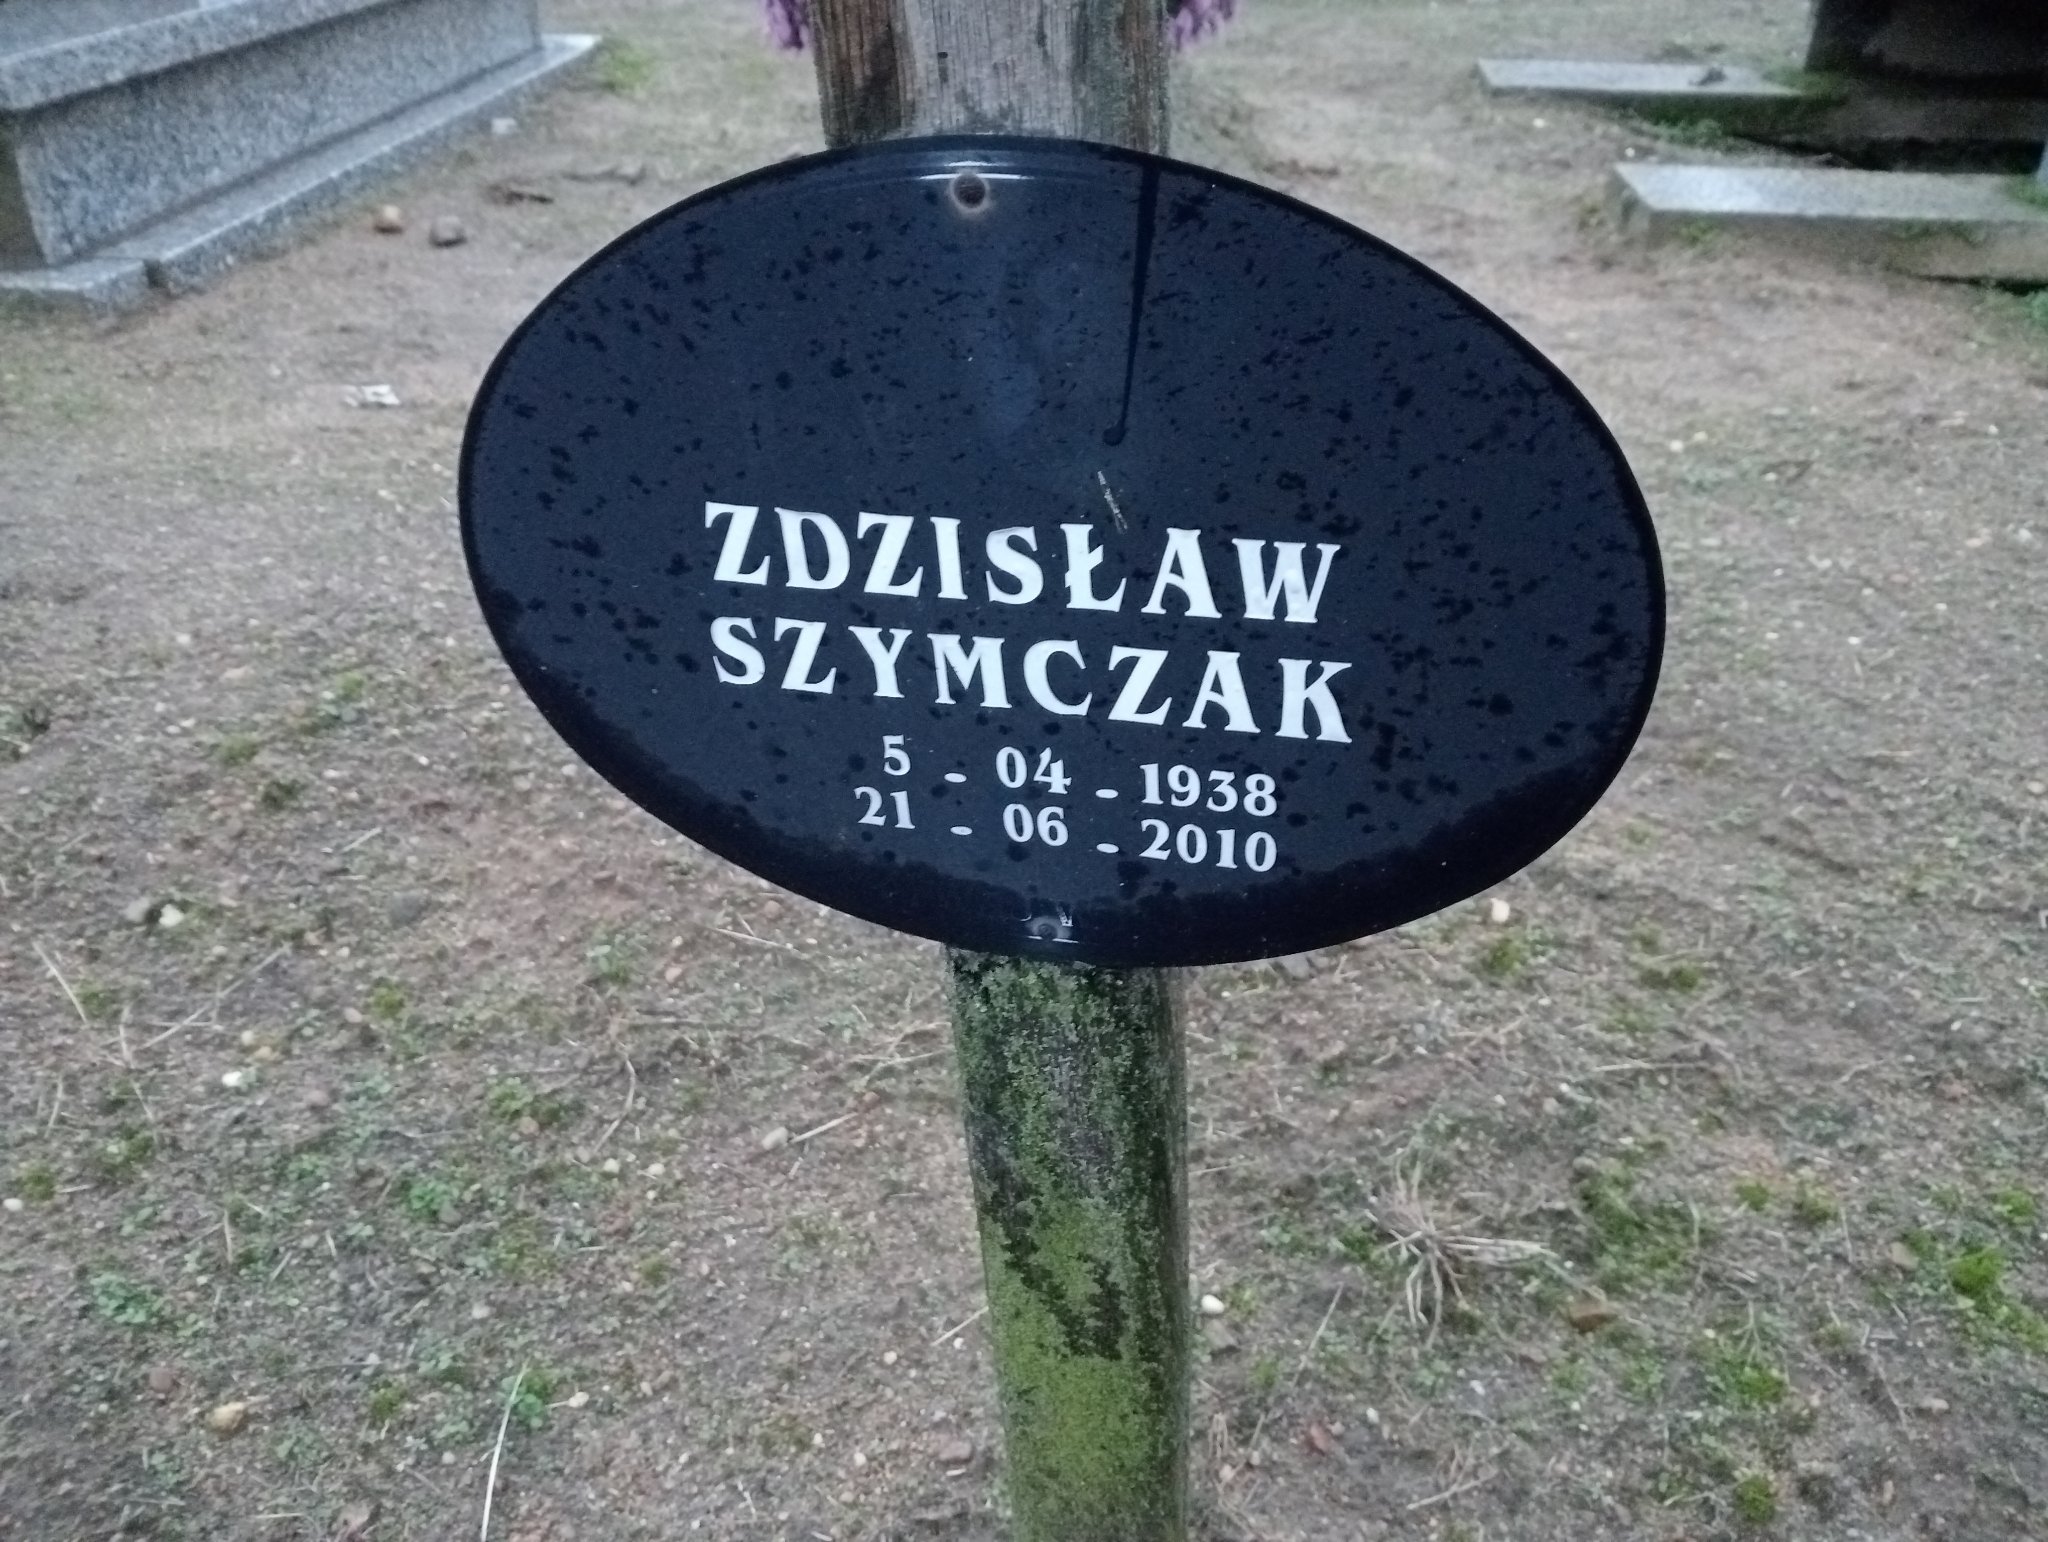 ZDZISŁAW
SZYMCZAK
5 - 04 - 1938
21 - 06 - 2010